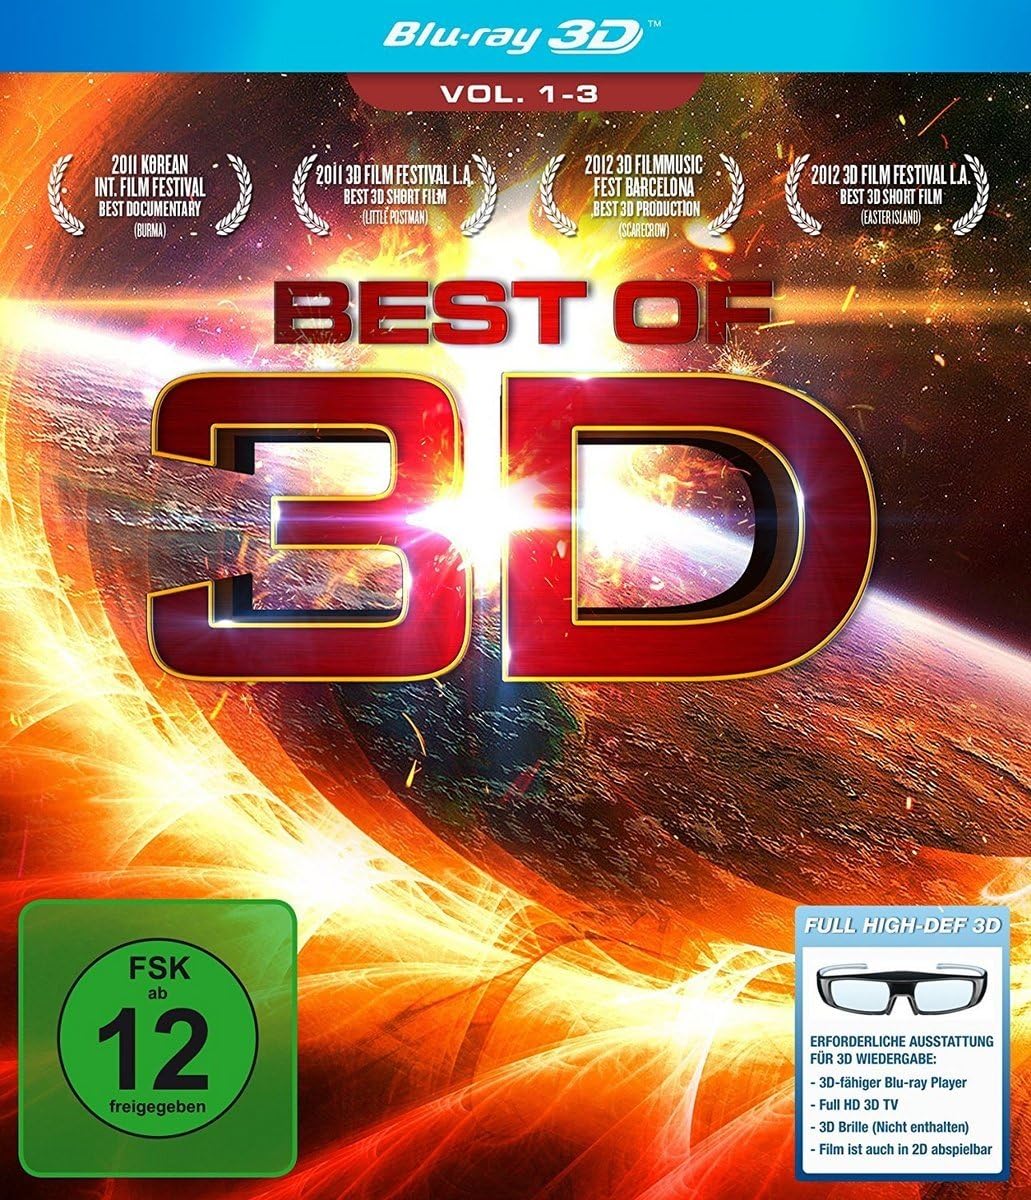 Blu-ray 3D™
VOL. 1-3
2011 KOREAN
INT. FILM FESTIVAL
BEST DOCUMENTARY
(BURMA)
2011 3D FILM FESTIVAL L.A.
BEST 3D SHORT FILM
(LITTLE POSTMAN)
2012 3D FILMMUSIC
FEST BARCELONA
BEST 3D PRODUCTION
(SCARECROW)
2012 3D FILM FESTIVAL L.A.
BEST 3D SHORT FILM
(EASTER ISLAND)
BEST OF
3D
FSK
ab
12
freigegeben
FULL HIGH-DEF 3D
ERFORDERLICHE AUSSTATTUNG
FÜR 3D WIEDERGABE:
- 3D-fähiger Blu-ray Player
- Full HD 3D TV
- 3D Brille (Nicht enthalten)
- Film ist auch in 2D abspielbar